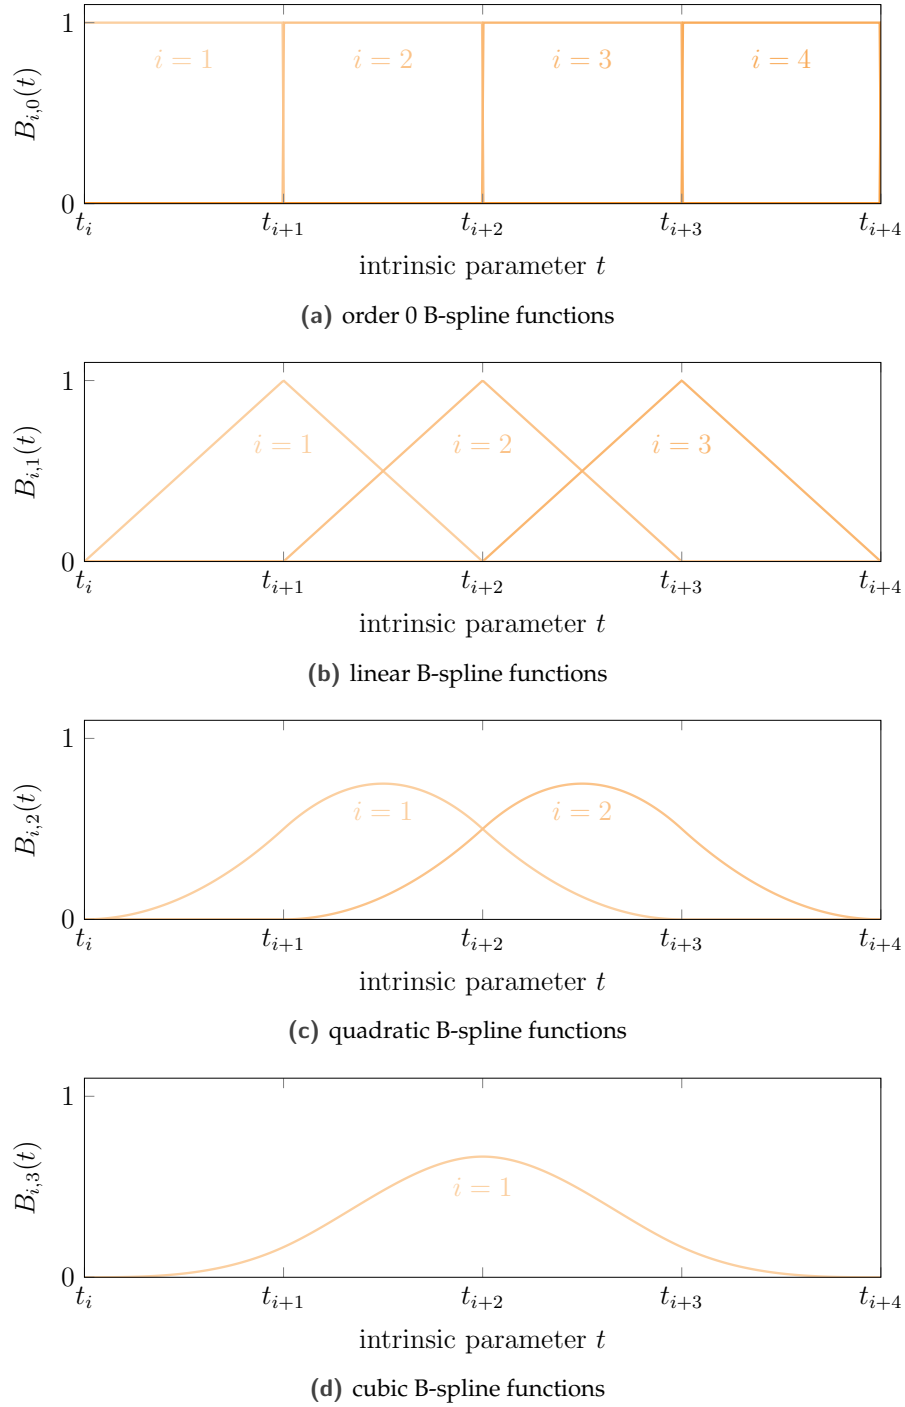 1
i = 1 i = 2 i = 3 i = 4
B_{i,0}(t)
0
t_i t_{i+1} t_{i+2} t_{i+3} t_{i+4}
intrinsic parameter t
(a) order 0 B-spline functions
1
i = 1 i = 2 i = 3
B_{i,1}(t)
0
t_i t_{i+1} t_{i+2} t_{i+3} t_{i+4}
intrinsic parameter t
(b) linear B-spline functions
1
i = 1 i = 2
B_{i,2}(t)
0
t_i t_{i+1} t_{i+2} t_{i+3} t_{i+4}
intrinsic parameter t
(c) quadratic B-spline functions
1
i = 1
B_{i,3}(t)
0
t_i t_{i+1} t_{i+2} t_{i+3} t_{i+4}
intrinsic parameter t
(d) cubic B-spline functions